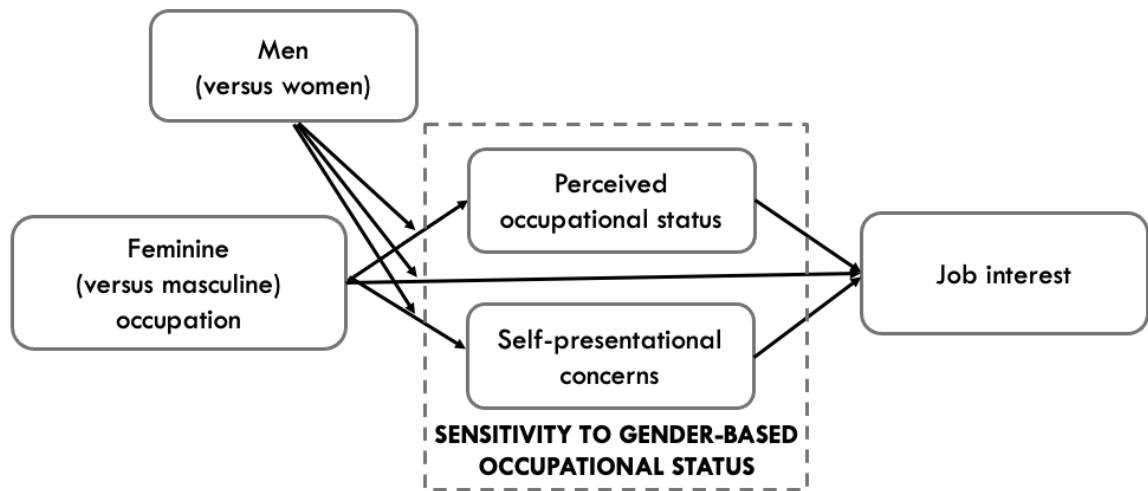 Men
(versus women)
Perceived
occupational status
Feminine
(versus masculine)
occupation
Job interest
Self-presentational
concerns
SENSITIVITY TO GENDER-BASED
OCCUPATIONAL STATUS